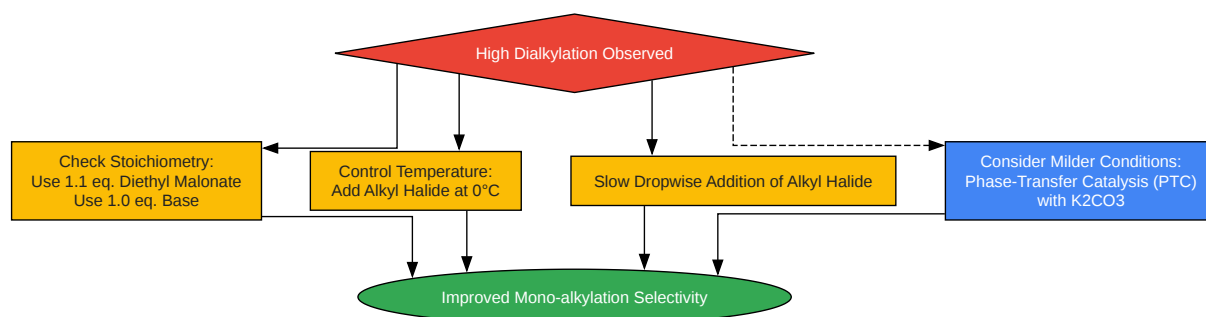 High Dialkylation Observed
Check Stoichiometry:
Use 1.1 eq. Diethyl Malonate
Use 1.0 eq. Base
Control Temperature:
Add Alkyl Halide at 0°C
Slow Dropwise Addition of Alkyl Halide
Consider Milder Conditions:
Phase-Transfer Catalysis (PTC)
with K2CO3
Improved Mono-alkylation Selectivity